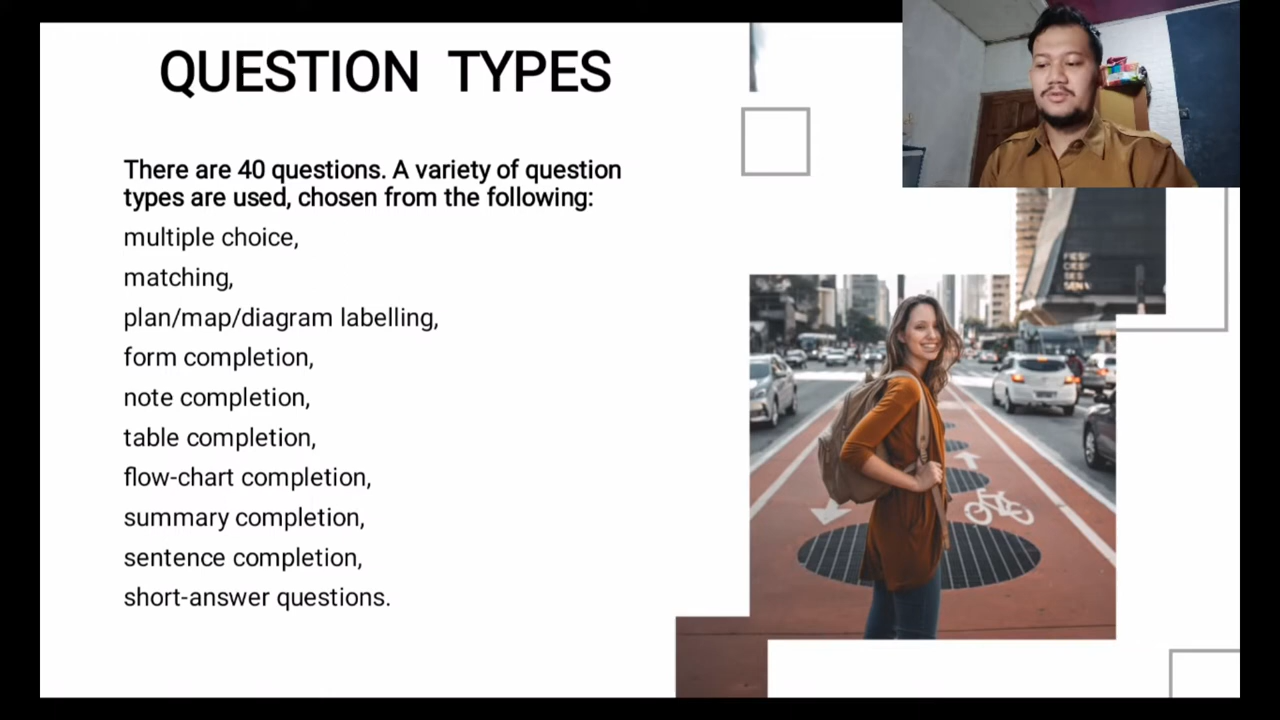 QUESTION TYPES
There are 40 questions. A variety of question
types are used, chosen from the following:
multiple choice,
matching,
plan/map/diagram labelling,
form completion,
note completion,
table completion,
flow-chart completion,
summary completion,
sentence completion,
short-answer questions.